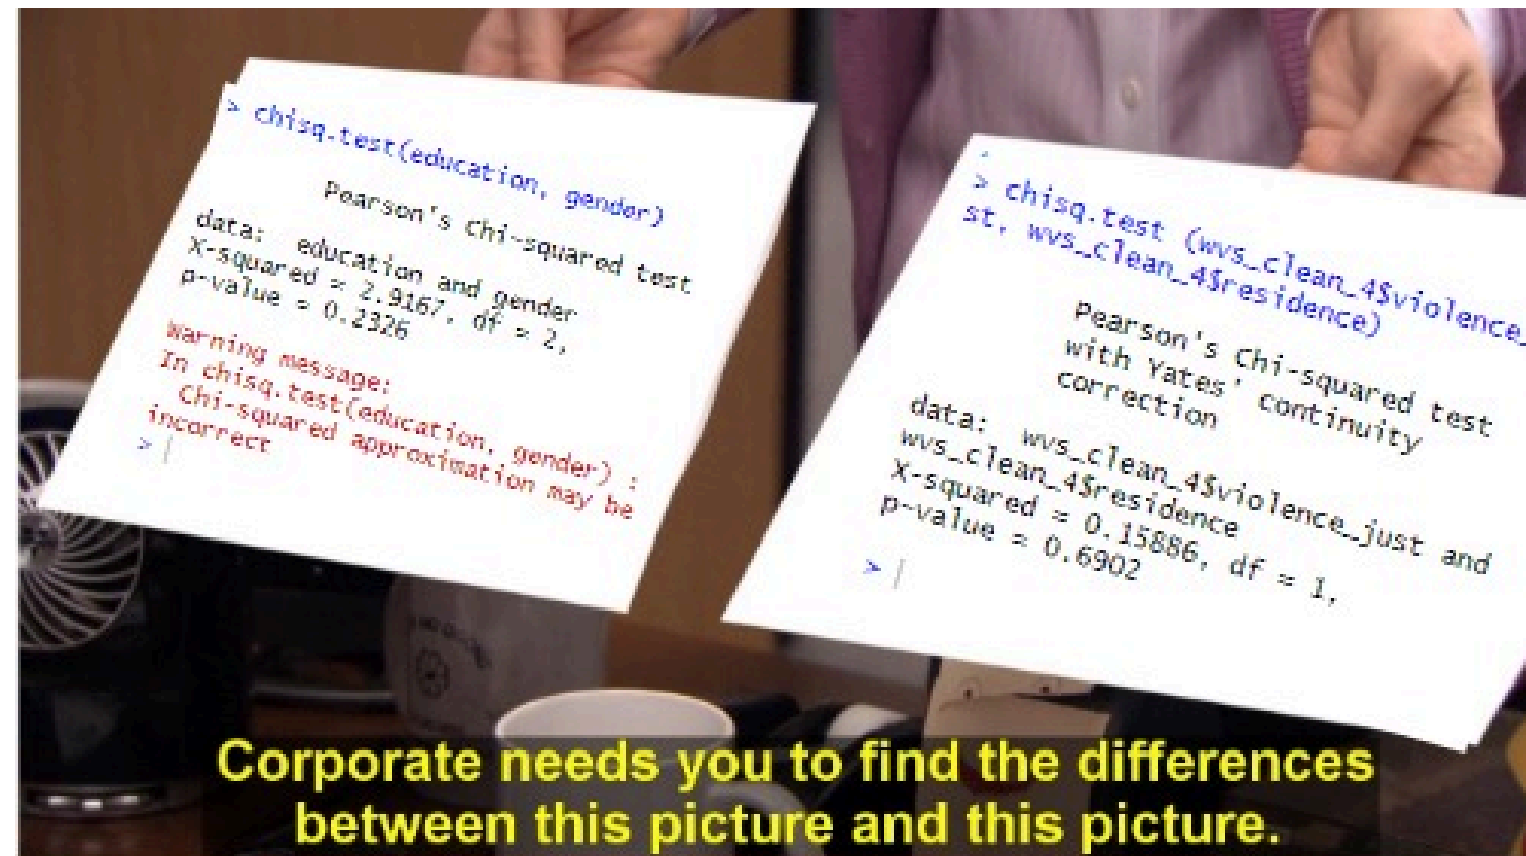 > chisq.test(education, gender)
Pearson's Chi-squared test
data: education and gender
X-squared = 2.9167, df = 2,
p-value = 0.2326
Warning message:
In chisq.test(education, gender) :
Chi-squared approximation may be
incorrect
>
> chisq.test (wvs_clean_4$violence_
st, wvs_clean_4$residence)
Pearson's Chi-squared test
with Yates' continuity
correction
data: wvs_clean_4$violence_just and
wvs_clean_4$residence
X-squared = 0.15886, df = 1,
p-value = 0.6902
>
Corporate needs you to find the differences
between this picture and this picture.